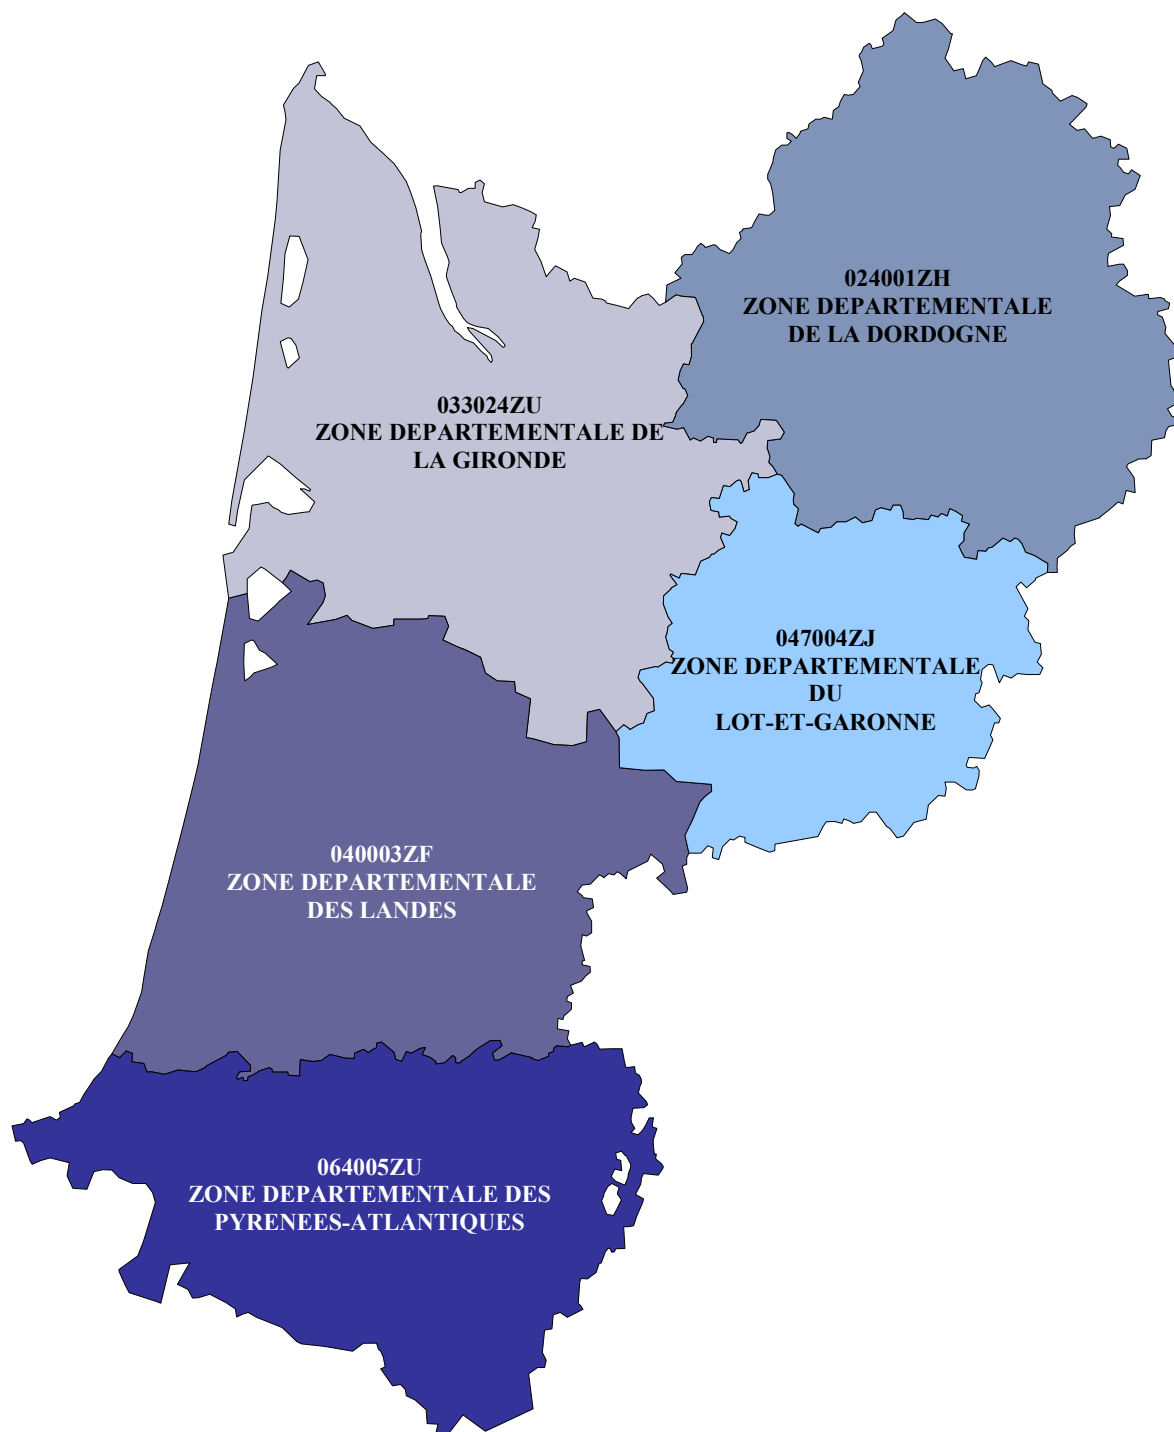 024001ZH
ZONE DEPARTEMENTALE
DE LA DORDOGNE
033024ZU
ZONE DEPARTEMENTALE DE
LA GIRONDE
047004ZJ
ZONE DEPARTEMENTALE
DU
LOT-ET-GARONNE
040003ZF
ZONE DEPARTEMENTALE
DES LANDES
064005ZU
ZONE DEPARTEMENTALE DES
PYRENEES-ATLANTIQUES